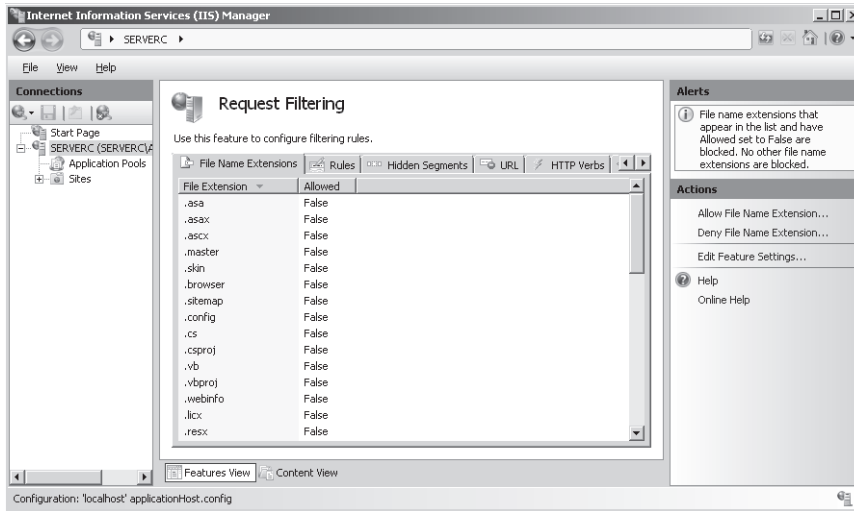 Internet Information Services (IIS) Manager
SERVERC
File View Help
Connections
Start Page
SERVERC (SERVERC\A
Application Pools
Sites
Request Filtering
Use this feature to configure filtering rules.
File Name Extensions Rules Hidden Segments URL HTTP Verbs
File Extension Allowed
.asa False
.asax False
.ascx False
.master False
.skin False
.browser False
.sitemap False
.config False
.cs False
.csproj False
.vb False
.vbproj False
.webinfo False
.licx False
.resx False
Features View Content View
Alerts
File name extensions that
appear in the list and have
Allowed set to False are
blocked. No other file name
extensions are blocked.
Actions
Allow File Name Extension...
Deny File Name Extension...
Edit Feature Settings...
Help
Online Help
Configuration: 'localhost' applicationHost.config